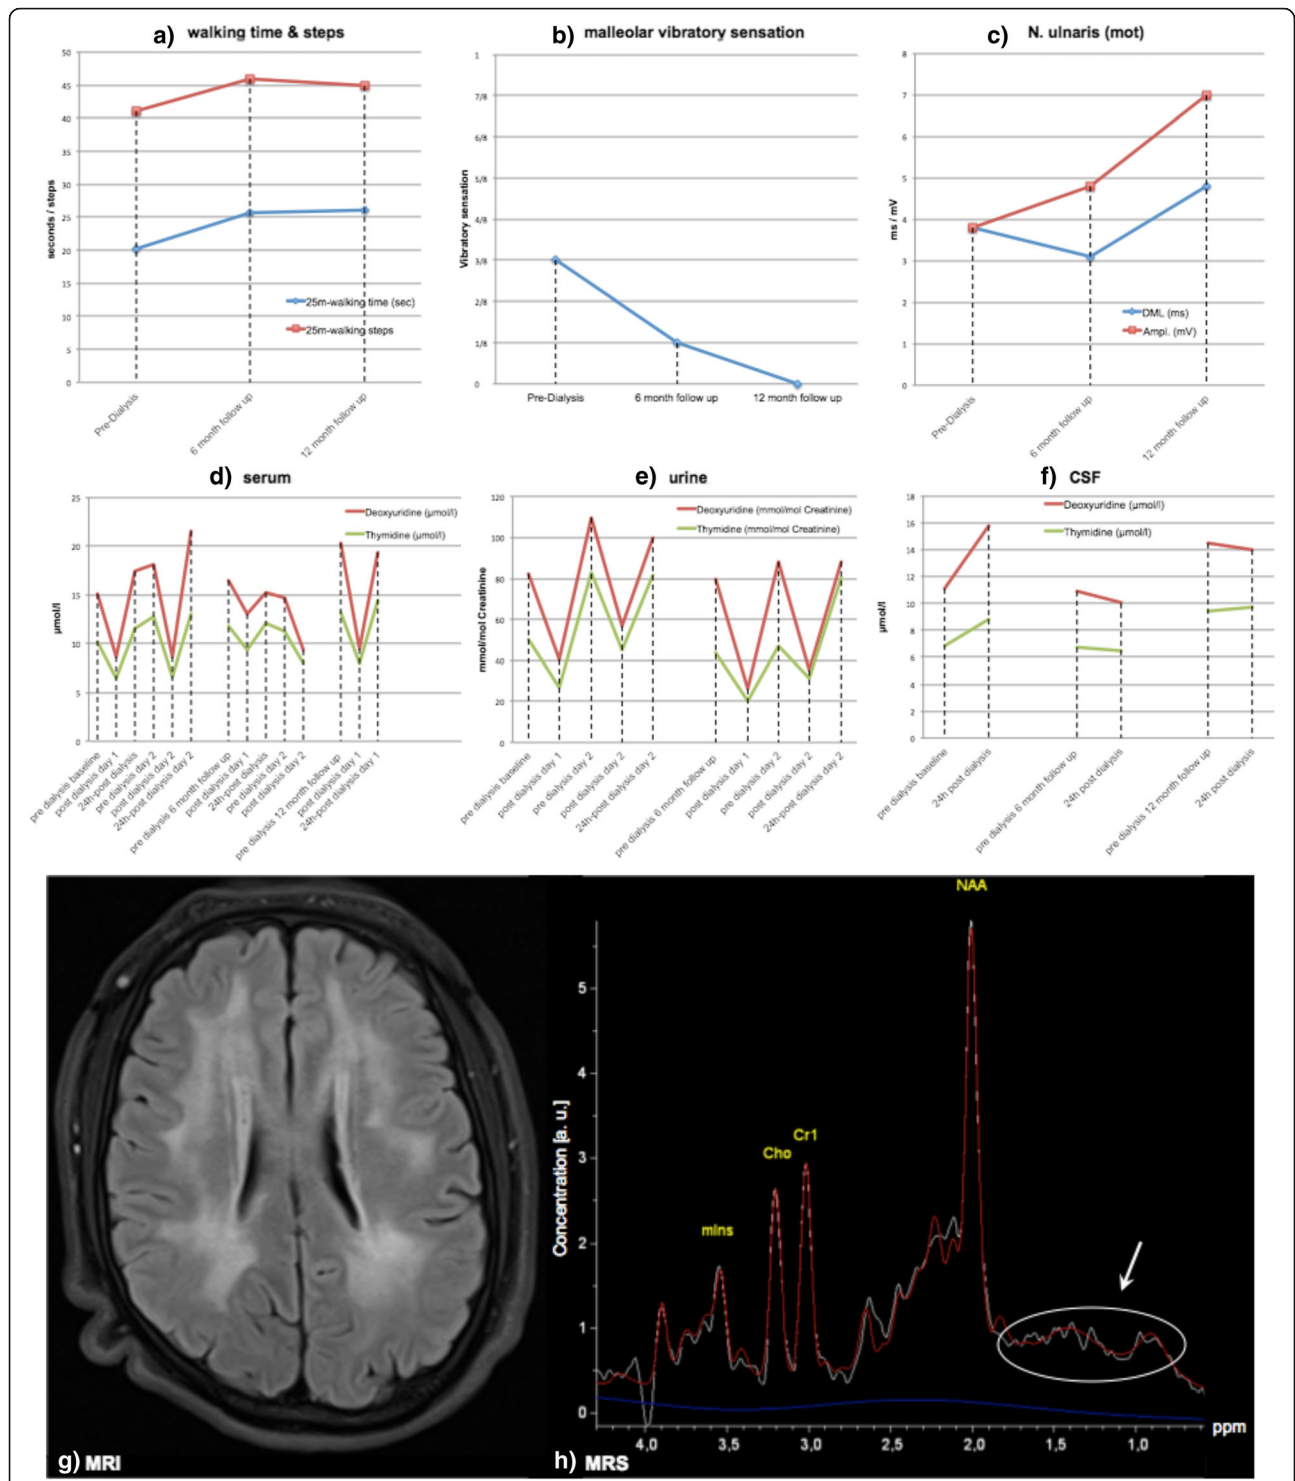 a) walking time & steps
50
45
40
35
30
25
20
15
10
5
0
seconds / steps
25m-walking time (sec)
25m-walking steps
Pre-Dialysis
6 month follow up
12 month follow up
b) malleolar vibratory sensation
1
7/8
6/8
5/8
4/8
3/8
2/8
1/8
0
Vibratory sensation
Pre-Dialysis
6 month follow up
12 month follow up
c) N. ulnaris (mot)
8
7
6
5
4
3
2
1
0
ms / mV
DML (ms)
Ampl. (mV)
Pre-Dialysis
6 month follow up
12 month follow up
d) serum
25
20
15
10
5
0
µmol/l
Deoxyuridine (µmol/l)
Thymidine (µmol/l)
pre dialysis baseline
post dialysis day 1
24h-post dialysis
pre dialysis day 2
post dialysis day 2
24h-post dialysis day 2
pre dialysis 6 month follow up
post dialysis day 1
24h-post dialysis
pre dialysis day 2
post dialysis day 2
pre dialysis 12 month follow up
post dialysis day 1
24h-post dialysis day 1
e) urine
120
100
80
60
40
20
0
mmol/mol Creatinine
Deoxyuridine (mmol/mol Creatinine)
Thymidine (mmol/mol Creatinine)
pre dialysis baseline
post dialysis day 1
pre dialysis day 2
post dialysis day 2
24h-post dialysis day 2
pre dialysis 6 month follow up
post dialysis day 1
pre dialysis day 2
post dialysis day 2
24h-post dialysis day 2
f) CSF
18
16
14
12
10
8
6
4
2
0
µmol/l
Deoxyuridine (µmol/l)
Thymidine (µmol/l)
pre dialysis baseline
24h post dialysis
pre dialysis 6 month follow up
24h post dialysis
pre dialysis 12 month follow up
24h post dialysis
g) MRI
NAA
Cr1
Cho
mIns
5
4
3
2
1
0
Concentration [a. u.]
4,0
3,5
3,0
2,5
2,0
1,5
1,0
ppm
h) MRS